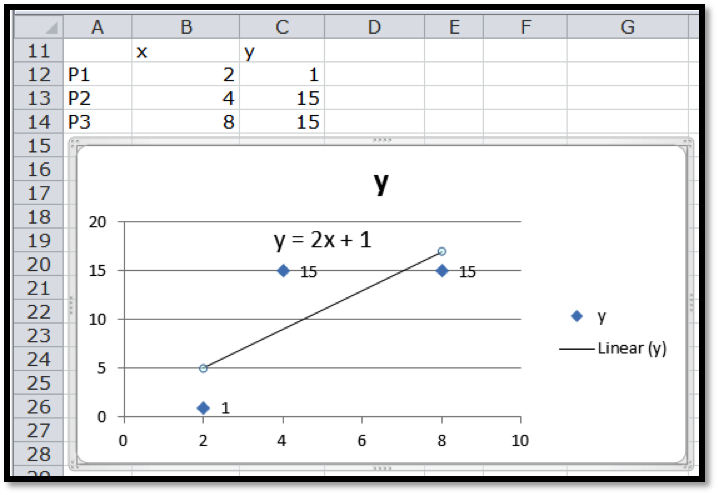 A B C D E F G
11 x y
12 P1 2 1
13 P2 4 15
14 P3 8 15
15
16
17
18
19
20
21
22
23
24
25
26
27
28
y
20
y = 2x + 1
15 15 15
10
y
Linear (y)
5
1
0
0 2 4 6 8 10